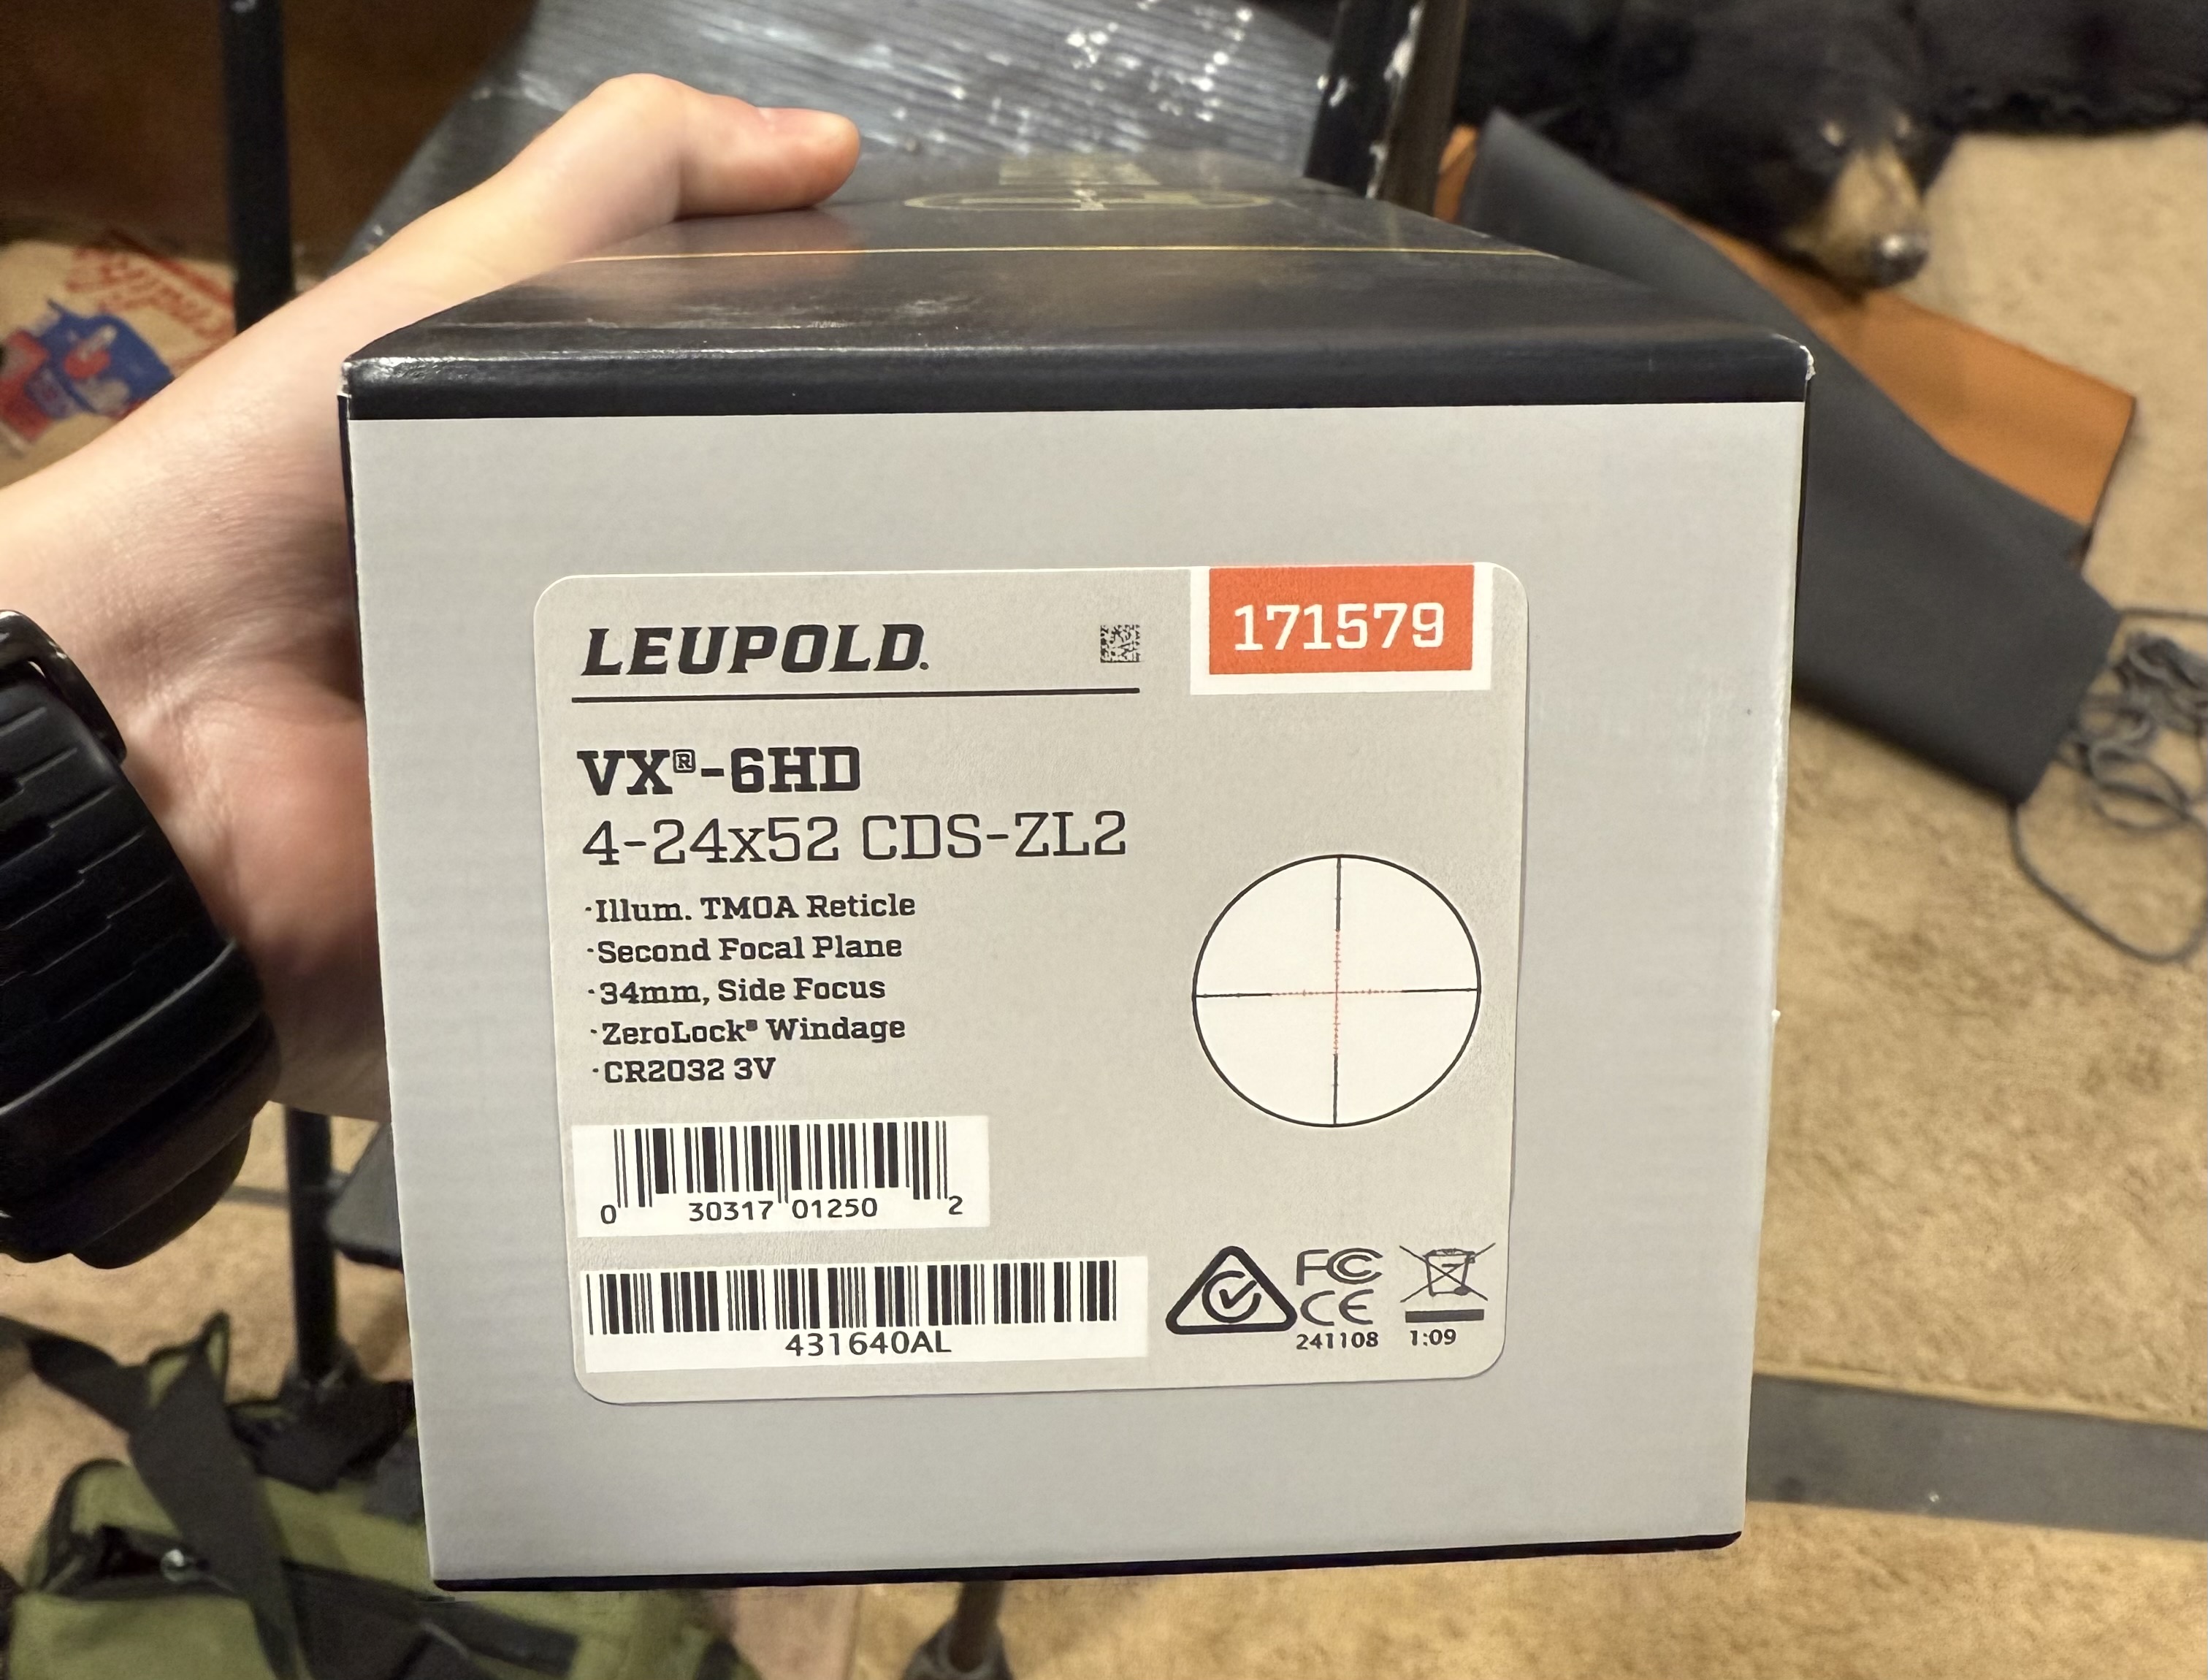 LEUPOLD.
171579
VX®-6HD
4-24x52 CDS-ZL2
·Illum. TMOA Reticle
·Second Focal Plane
·34mm, Side Focus
·ZeroLock® Windage
·CR2032 3V
0 30317 01250 2
431640AL
FC
CE
241108 1:09